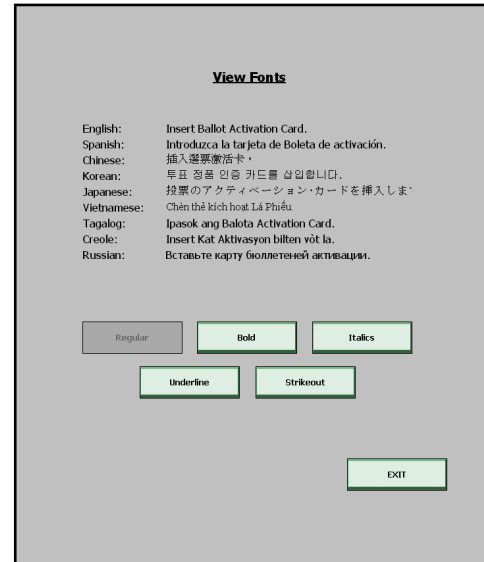 View Fonts
English: Insert Ballot Activation Card.
Spanish: Introduzca la tarjeta de Boleta de activación.
Chinese: 插入選票激活卡。
Korean: 투표 정품 인증 카드를 삽입합니다.
Japanese: 投票のアクティベーション・カードを挿入しま
Vietnamese: Chèn thẻ kích hoạt Lá Phiếu.
Tagalog: Ipasok ang Balota Activation Card.
Creole: Insert Kat Aktivasyon bilten vòt la.
Russian: Вставьте карту бюллетеней активации.
Regular Bold Italics
Underline Strikeout
EXIT